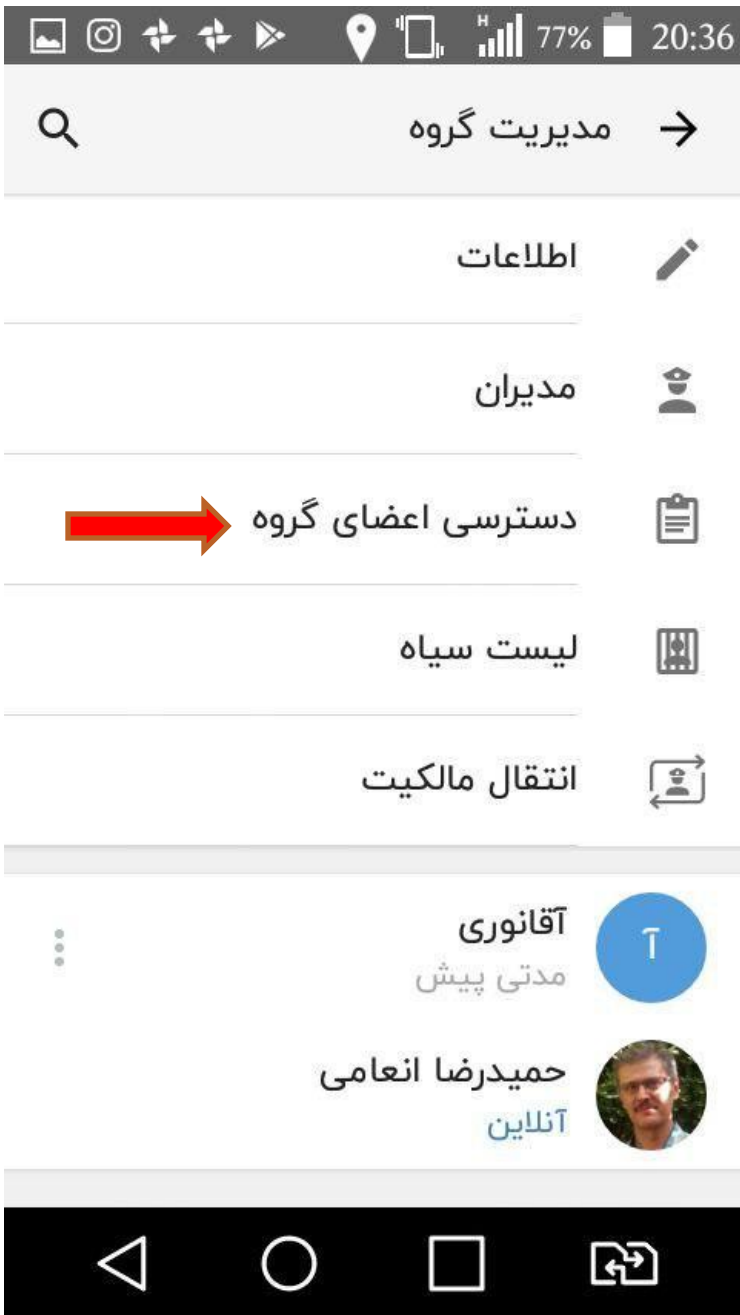 H 77% 20:36
مدیریت گروه
اطلاعات
مدیران
دسترسی اعضای گروه
لیست سیاه
انتقال مالکیت
آ
آقانوری
مدتی پیش
حمیدرضا انعامی
آنلاین